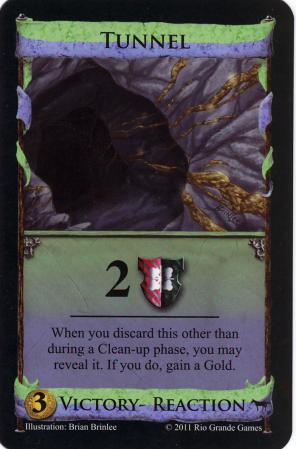 TUNNEL
2
When you discard this other than
during a Clean-up phase, you may
reveal it. If you do, gain a Gold.
3 VICTORY- REACTION
Illustration: Brian Brinlee © 2011 Rio Grande Games